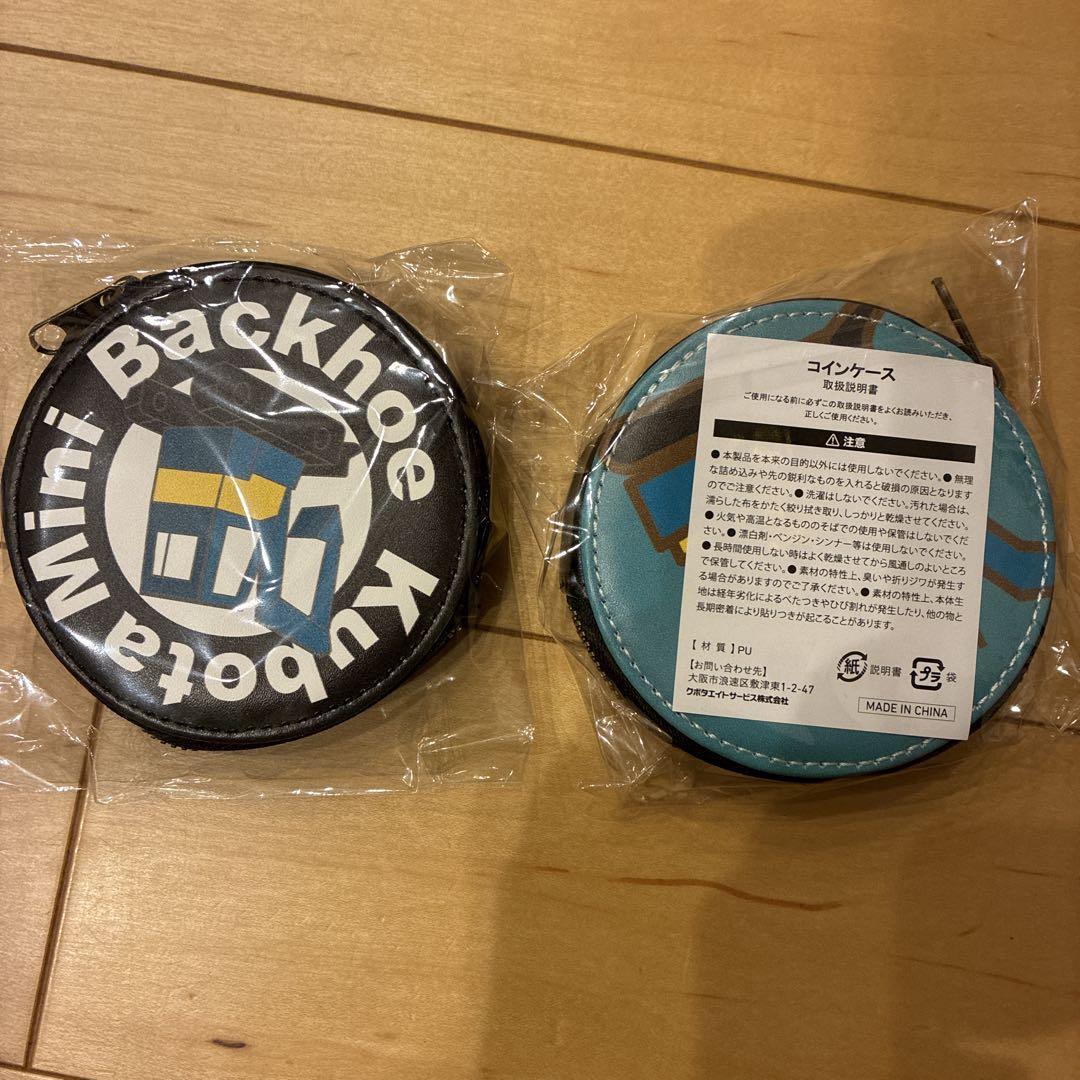 Backhoe
Kubota Mini
コインケース
取扱説明書
ご使用になる前に必ずこの取扱説明書をよくお読みいただき、
正しくご使用ください。
注意
● 本製品を本来の目的以外には使用しないでください。● 無理
な詰め込みや先の鋭利なものを入れると破損の原因となります
のでご注意ください。● 洗濯はしないでください。汚れた場合は、
濡らした布をかたく絞り拭き取り、しっかりと乾燥させてください。
● 火気や高温となるもののそばでの使用や保管はしないでくだ
さい。● 漂白剤・ベンジン・シンナー等は使用しないでください。
● 長時間使用しない時はよく乾燥させてから風通しのよいところ
で保管してください。● 素材の特性上、臭いや折りジワが発生す
る場合がありますのでご了承ください。● 素材の特性上、本体生
地は経年劣化によるべたつきやひび割れが発生したり、他の物と
長期密着により貼りつきが起こることがあります。
【 材 質 】PU
【お問い合わせ先】
大阪市浪速区敷津東1-2-47
クボタエイトサービス株式会社
紙 説明書
プラ 袋
MADE IN CHINA